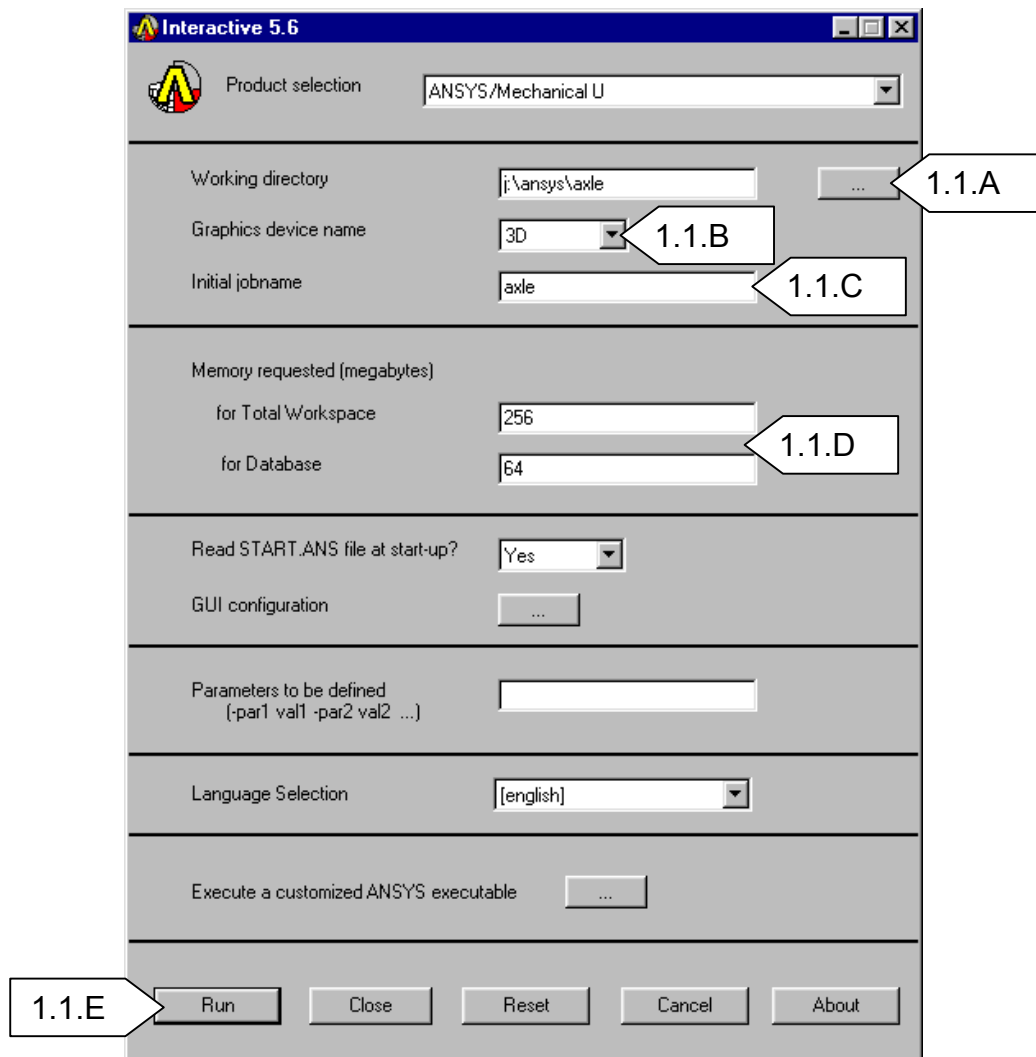 Interactive 5.6
Product selection ANSYS/Mechanical U
Working directory j:\ansys\axle ... 1.1.A
Graphics device name 3D 1.1.B
Initial jobname axle 1.1.C
Memory requested (megabytes)
for Total Workspace 256
1.1.D
for Database 64
Read START.ANS file at start-up? Yes
GUI configuration ...
Parameters to be defined
(-par1 val1 -par2 val2 ...)
Language Selection [english]
Execute a customized ANSYS executable ...
1.1.E Run Close Reset Cancel About